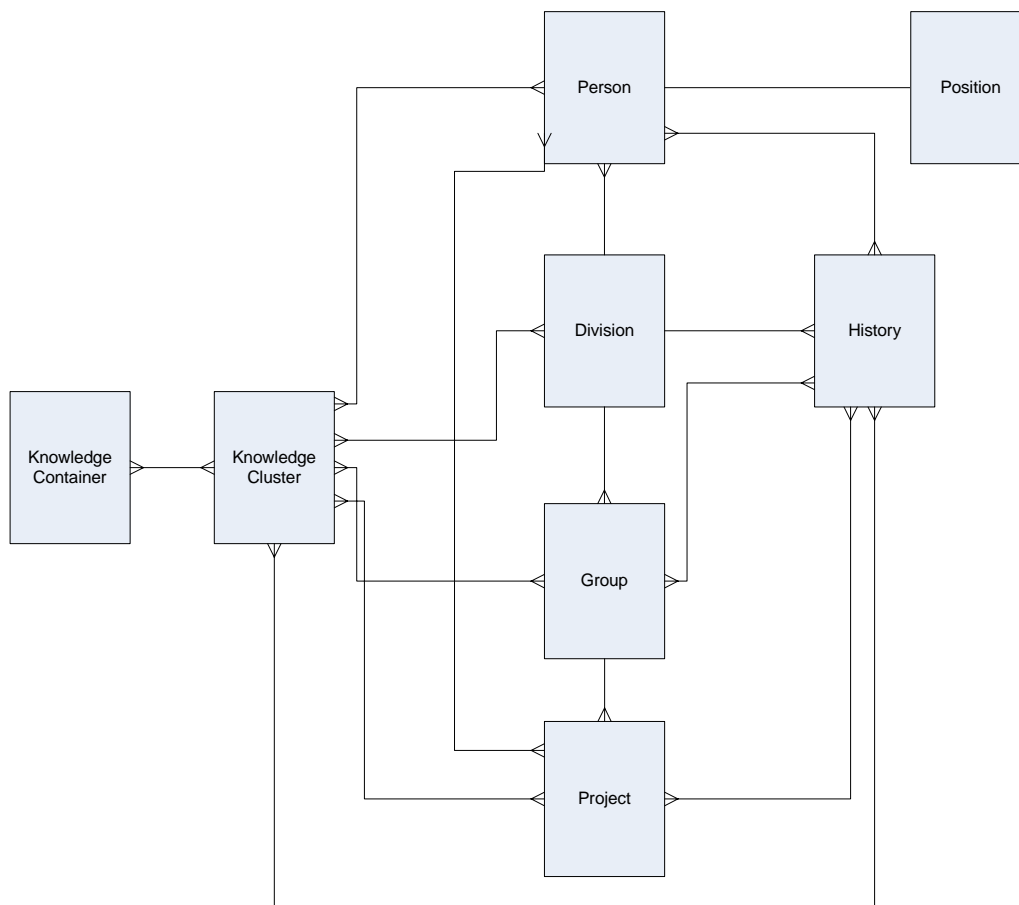 Person
Position
Division
History
Knowledge
Container
Knowledge
Cluster
Group
Project